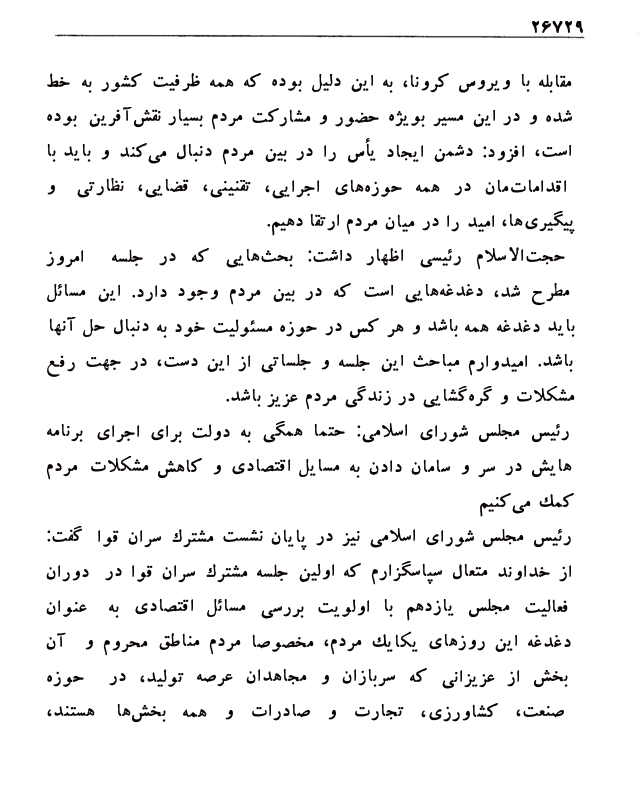 ۲۶۷۲۹
مقابله با ویروس کرونا، به این دلیل بوده که همه ظرفیت کشور به خط
شده و در این مسیر بویژه حضور و مشارکت مردم بسیار نقش‌آفرین بوده
است، افزود: دشمن ایجاد یأس را در بین مردم دنبال می‌کند و باید با
اقدامات‌مان در همه حوزه‌های اجرایی، تقنینی، قضایی، نظارتی و
پیگیری‌ها، امید را در میان مردم ارتقا دهیم.
حجت‌الاسلام رئیسی اظهار داشت: بحث‌هایی که در جلسه امروز
مطرح شد، دغدغه‌هایی است که در بین مردم وجود دارد. این مسائل
باید دغدغه همه باشد و هر کس در حوزه مسئولیت خود به دنبال حل آنها
باشد. امیدوارم مباحث این جلسه و جلساتی از این دست، در جهت رفع
مشکلات و گره‌گشایی در زندگی مردم عزیز باشد.
رئیس مجلس شورای اسلامی: حتما همگی به دولت برای اجرای برنامه
هایش در سر و سامان دادن به مسایل اقتصادی و کاهش مشکلات مردم
کمك می‌کنیم
رئیس مجلس شورای اسلامی نیز در پایان نشست مشترك سران قوا گفت:
از خداوند متعال سپاسگزارم که اولین جلسه مشترك سران قوا در دوران
فعالیت مجلس یازدهم با اولویت بررسی مسائل اقتصادی به عنوان
دغدغه این روزهای یکایك مردم، مخصوصا مردم مناطق محروم و آن
بخش از عزیزانی که سربازان و مجاهدان عرصه تولید، در حوزه
صنعت، کشاورزی، تجارت و صادرات و همه بخش‌ها هستند،